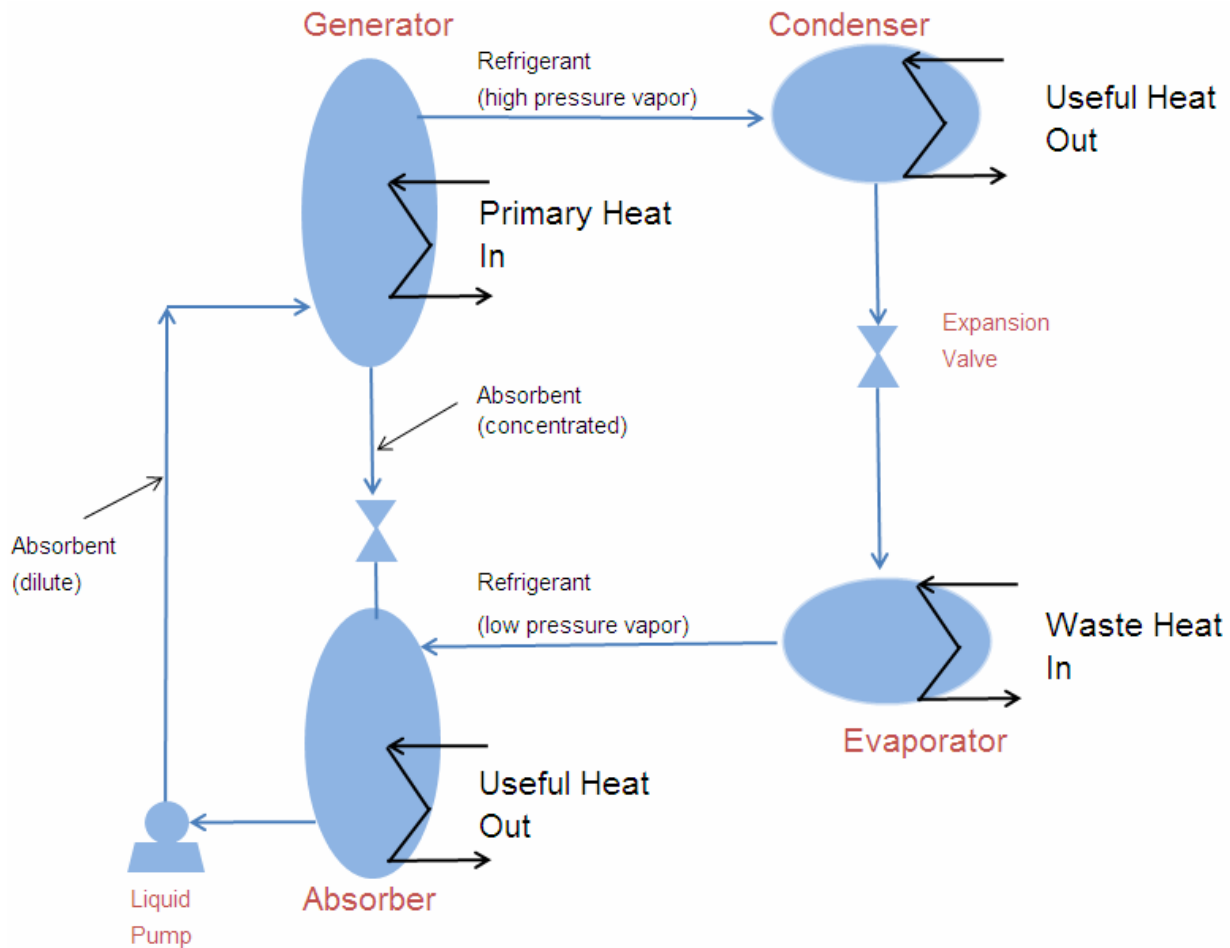 Generator
Condenser
Refrigerant
(high pressure vapor)
Useful Heat
Out
Primary Heat
In
Expansion
Valve
Absorbent
(concentrated)
Absorbent
(dilute)
Refrigerant
(low pressure vapor)
Waste Heat
In
Evaporator
Useful Heat
Out
Liquid
Pump
Absorber